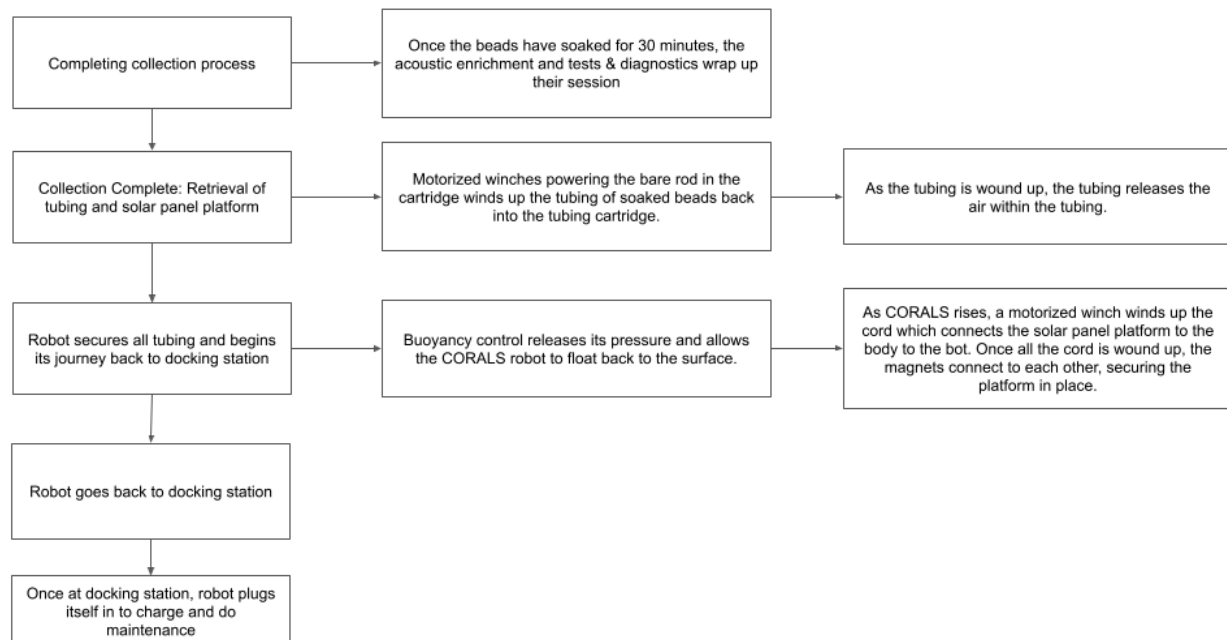 Completing collection process
Once the beads have soaked for 30 minutes, the
acoustic enrichment and tests & diagnostics wrap up
their session
Collection Complete: Retrieval of
tubing and solar panel platform
Motorized winches powering the bare rod in the
cartridge winds up the tubing of soaked beads back
into the tubing cartridge.
As the tubing is wound up, the tubing releases the
air within the tubing.
Robot secures all tubing and begins
its journey back to docking station
Buoyancy control releases its pressure and allows
the CORALS robot to float back to the surface.
As CORALS rises, a motorized winch winds up the
cord which connects the solar panel platform to the
body to the bot. Once all the cord is wound up, the
magnets connect to each other, securing the
platform in place.
Robot goes back to docking station
Once at docking station, robot plugs
itself in to charge and do
maintenance